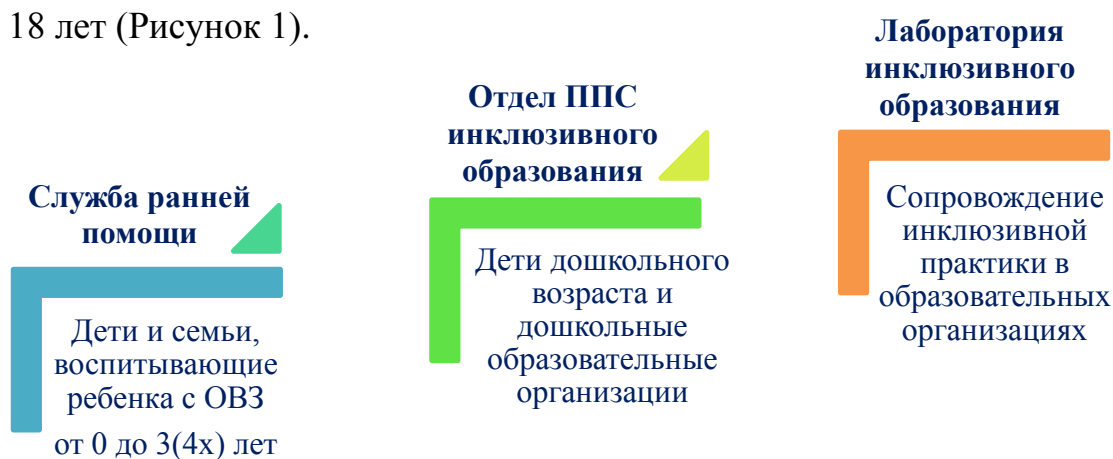 18 лет (Рисунок 1).
Служба ранней
помощи
Дети и семьи,
воспитывающие
ребенка с ОВЗ
от 0 до 3(4х) лет
Отдел ППС
инклюзивного
образования
Дети дошкольного
возраста и
дошкольные
образовательные
организации
Лаборатория
инклюзивного
образования
Сопровождение
инклюзивной
практики в
образовательных
организациях